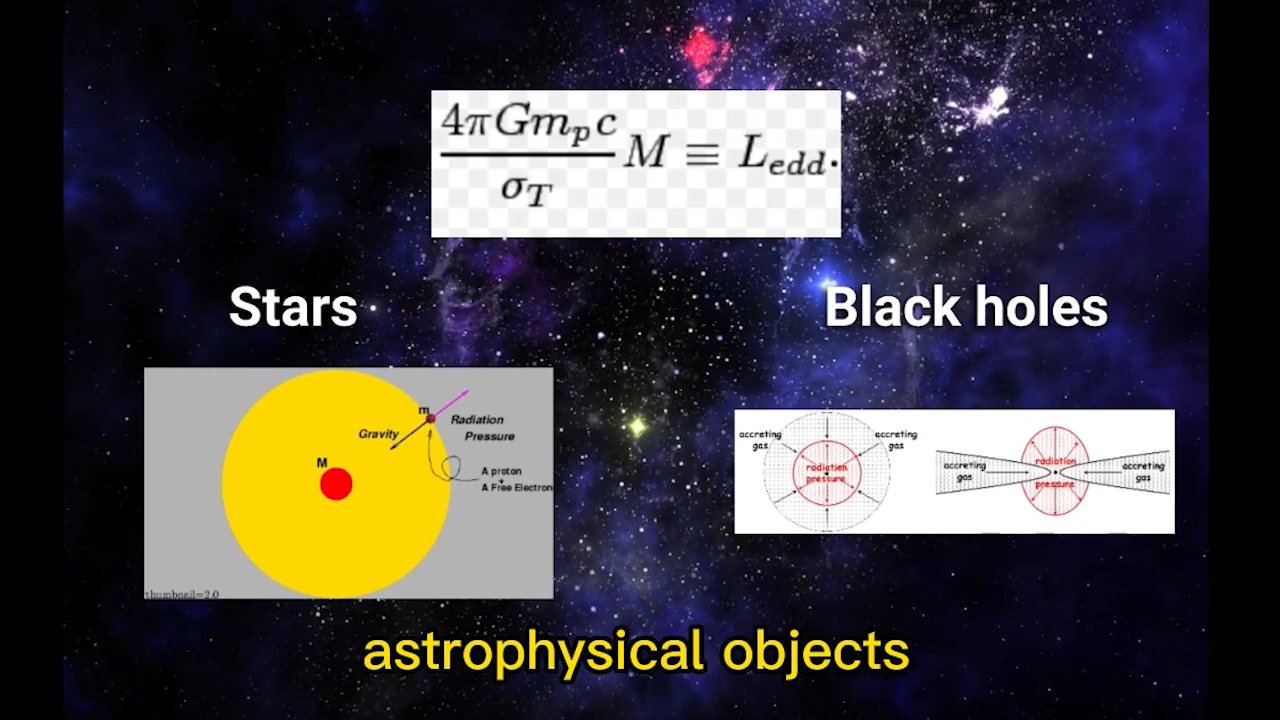 4πGm_p c
σ_T
M ≡ L_edd.
Stars
Black holes
m
Radiation
Pressure
Gravity
M
A proton
+
A Free Electron
thumbnail=2.0
accreting
gas
accreting
gas
radiation
pressure
accreting
gas
radiation
pressure
accreting
gas
astrophysical objects